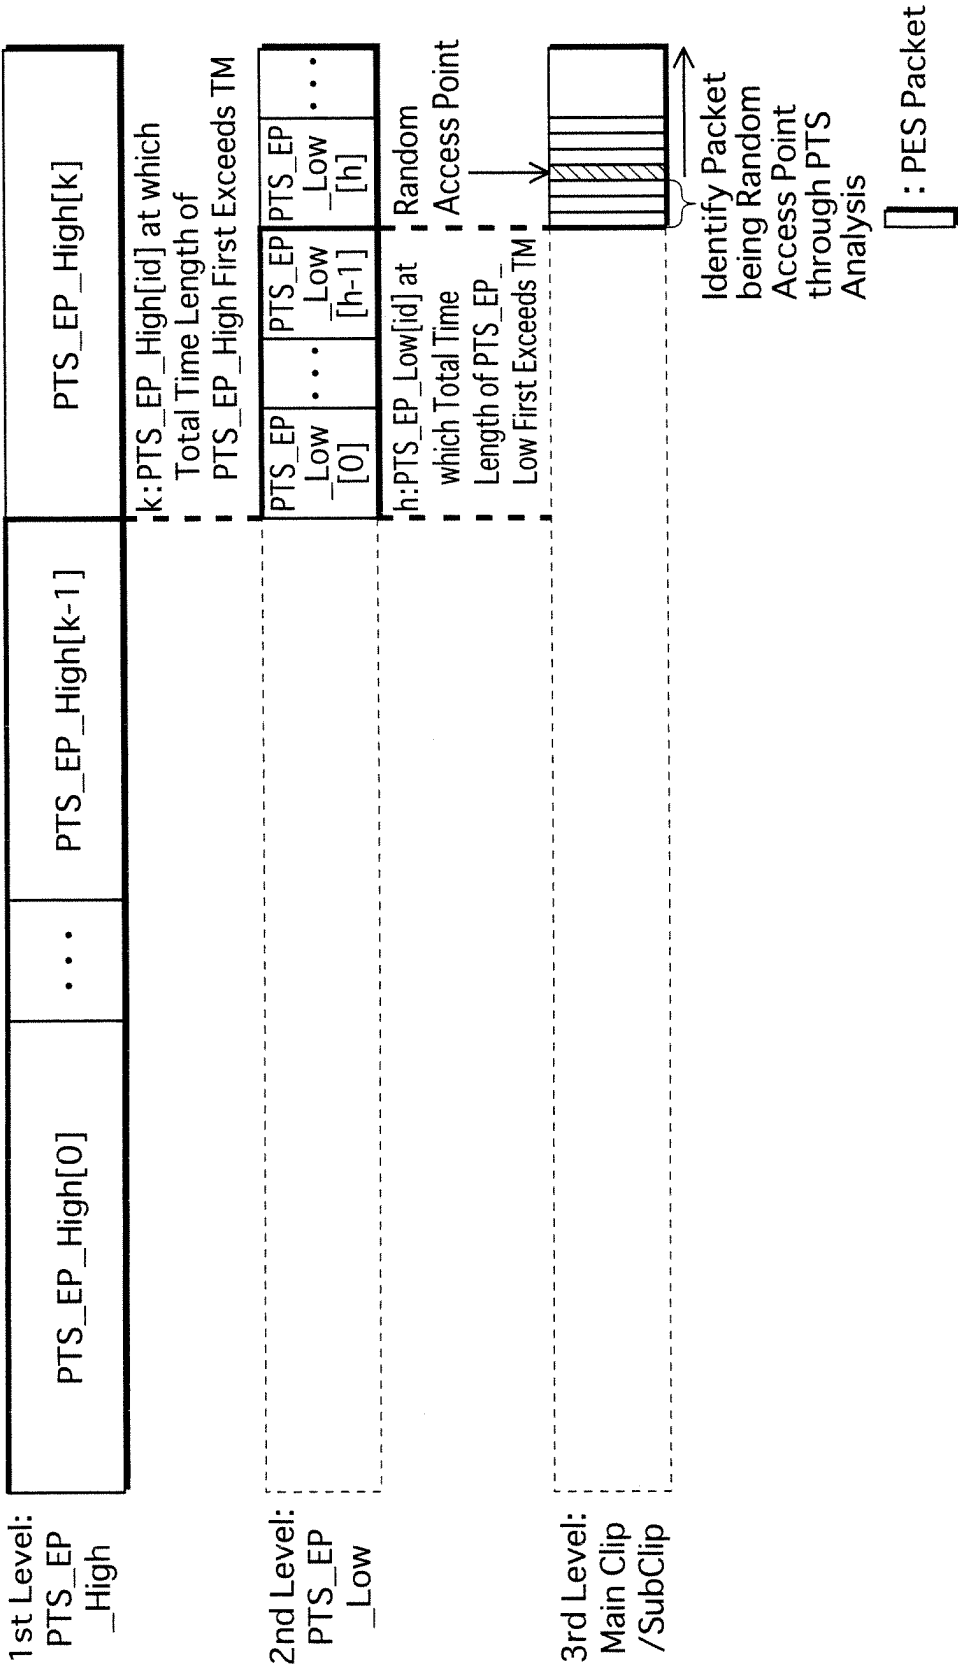 1st Level:
PTS_EP
_High
PTS_EP_High[0]
• • •
PTS_EP_High[k-1]
PTS_EP_High[k]
k:PTS_EP_High[id] at which
Total Time Length of
PTS_EP_High First Exceeds TM
2nd Level:
PTS_EP
_Low
PTS_EP
_Low
[0]
• • •
PTS_EP
_Low
[h-1]
PTS_EP
_Low
[h]
• • •
h:PTS_EP_Low[id] at
which Total Time
Length of PTS_EP_
Low First Exceeds TM
Random
Access Point
3rd Level:
Main Clip
/SubClip
Identify Packet
being Random
Access Point
through PTS
Analysis
: PES Packet